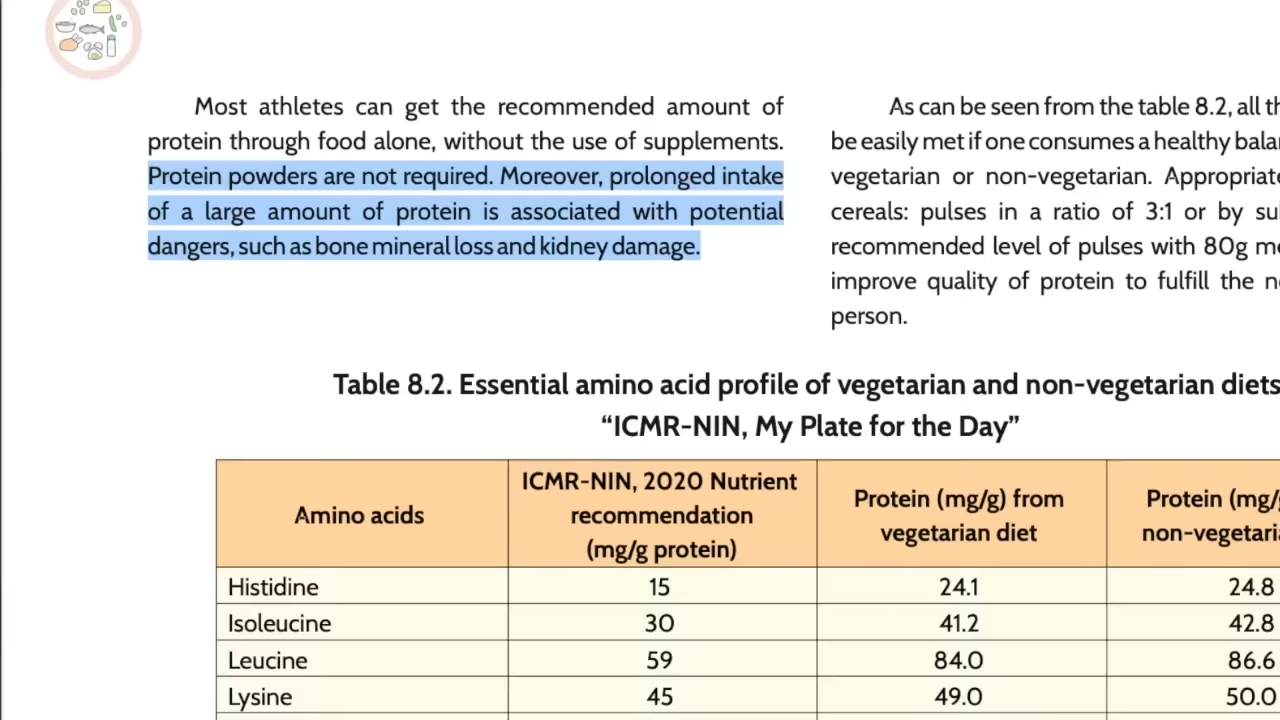 Most athletes can get the recommended amount of
protein through food alone, without the use of supplements.
Protein powders are not required. Moreover, prolonged intake
of a large amount of protein is associated with potential
dangers, such as bone mineral loss and kidney damage.
As can be seen from the table 8.2, all
be easily met if one consumes a healthy
vegetarian or non-vegetarian.
cereals: pulses in a ratio of 3:1 or by
recommended level of pulses with 80g
improve quality of protein to fulfill the
person.
Table 8.2. Essential amino acid profile of vegetarian and non-vegetarian diets
“ICMR-NIN, My Plate for the Day”
Amino acids
ICMR-NIN, 2020 Nutrient
recommendation
(mg/g protein)
Protein (mg/g) from
vegetarian diet
Protein
Histidine 15 24.1 24.8
Isoleucine 30 41.2 42.8
Leucine 59 84.0 86.6
Lysine 45 49.0 50.0